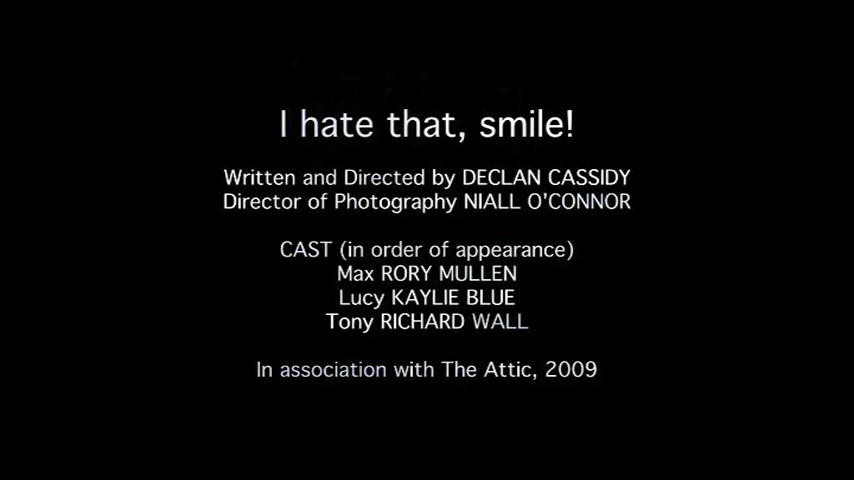 I hate that, smile!
Written and Directed by DECLAN CASSIDY
Director of Photography NIALL O'CONNOR
CAST (in order of appearance)
Max RORY MULLEN
Lucy KAYLIE BLUE
Tony RICHARD WALL
In association with The Attic, 2009